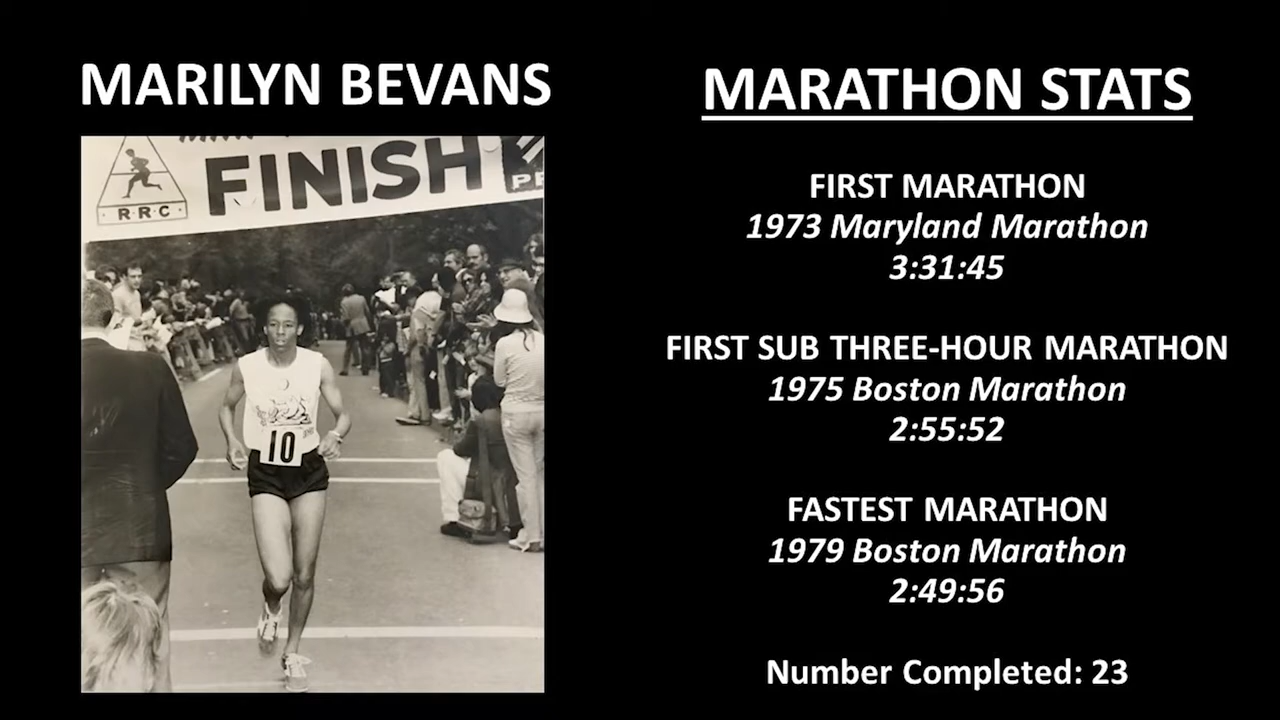 MARILYN BEVANS
FINISH
R·R·C
10
MARATHON STATS
FIRST MARATHON
1973 Maryland Marathon
3:31:45
FIRST SUB THREE-HOUR MARATHON
1975 Boston Marathon
2:55:52
FASTEST MARATHON
1979 Boston Marathon
2:49:56
Number Completed: 23